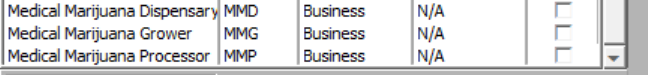 Medical Marijuana Dispensary MMD Business N/A
Medical Marijuana Grower MMG Business N/A
Medical Marijuana Processor MMP Business N/A